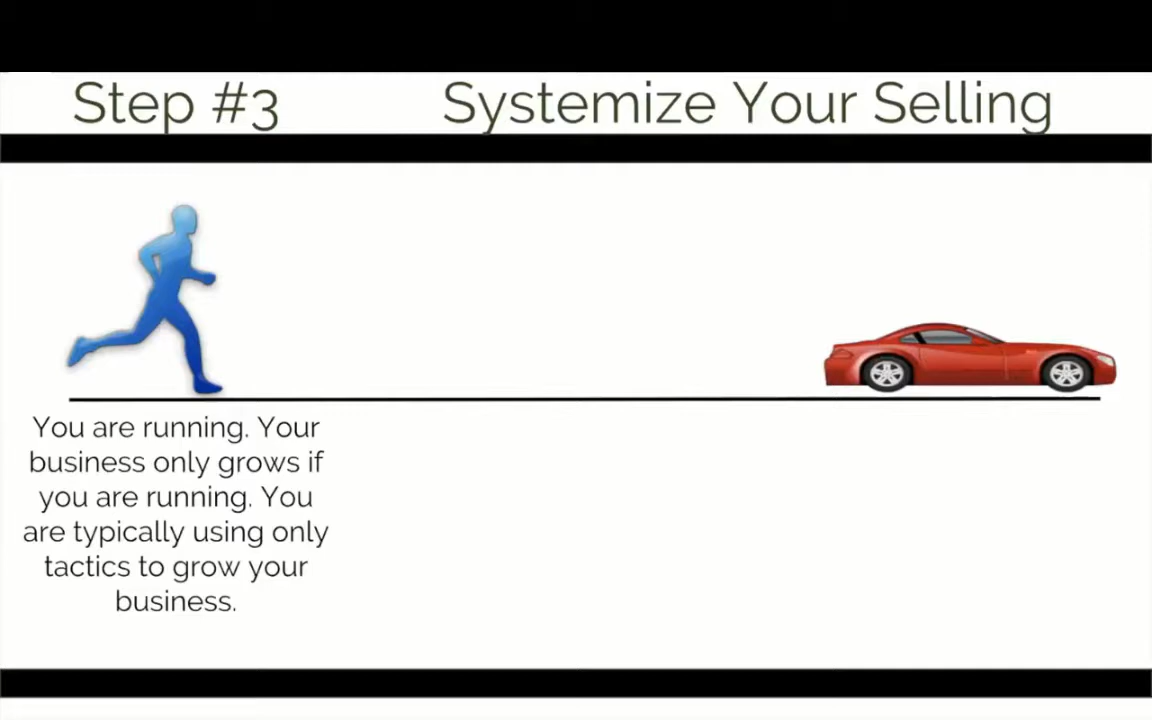 Step #3 Systemize Your Selling
You are running. Your
business only grows if
you are running. You
are typically using only
tactics to grow your
business.